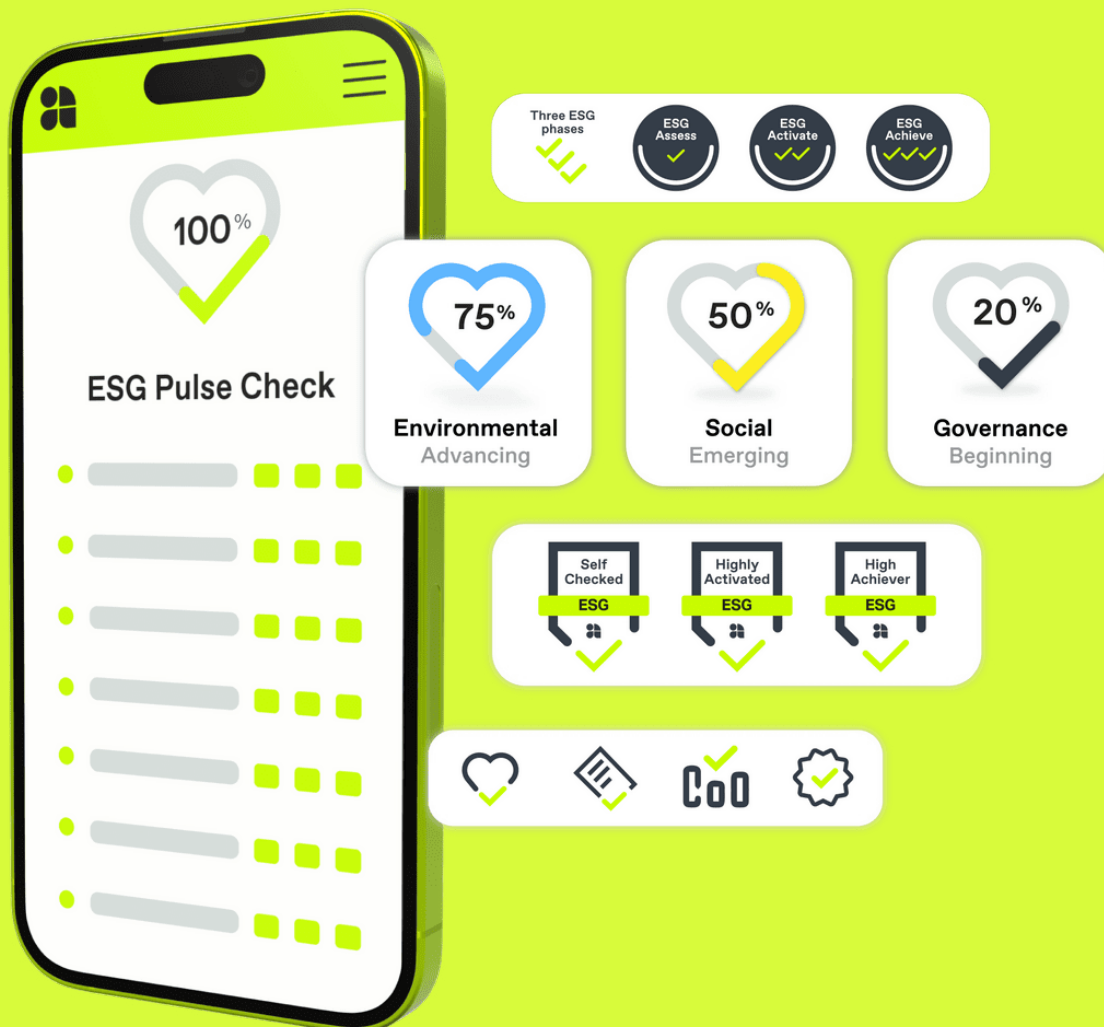 100%
ESG Pulse Check
Three ESG
phases
ESG
Assess
ESG
Activate
ESG
Achieve
75%
Environmental
Advancing
50%
Social
Emerging
20%
Governance
Beginning
Self
Checked
ESG
Highly
Activated
ESG
High
Achiever
ESG
CoO